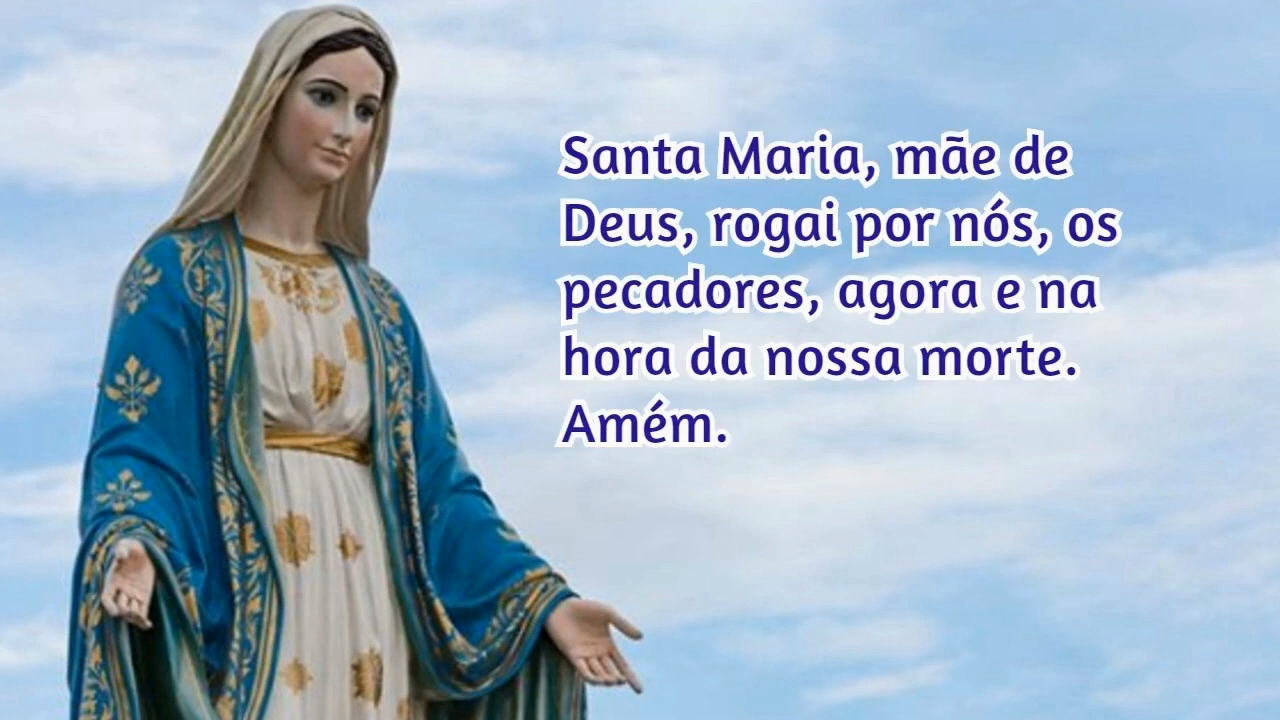 Santa Maria, mãe de
Deus, rogai por nós, os
pecadores, agora e na
hora da nossa morte.
Amém.